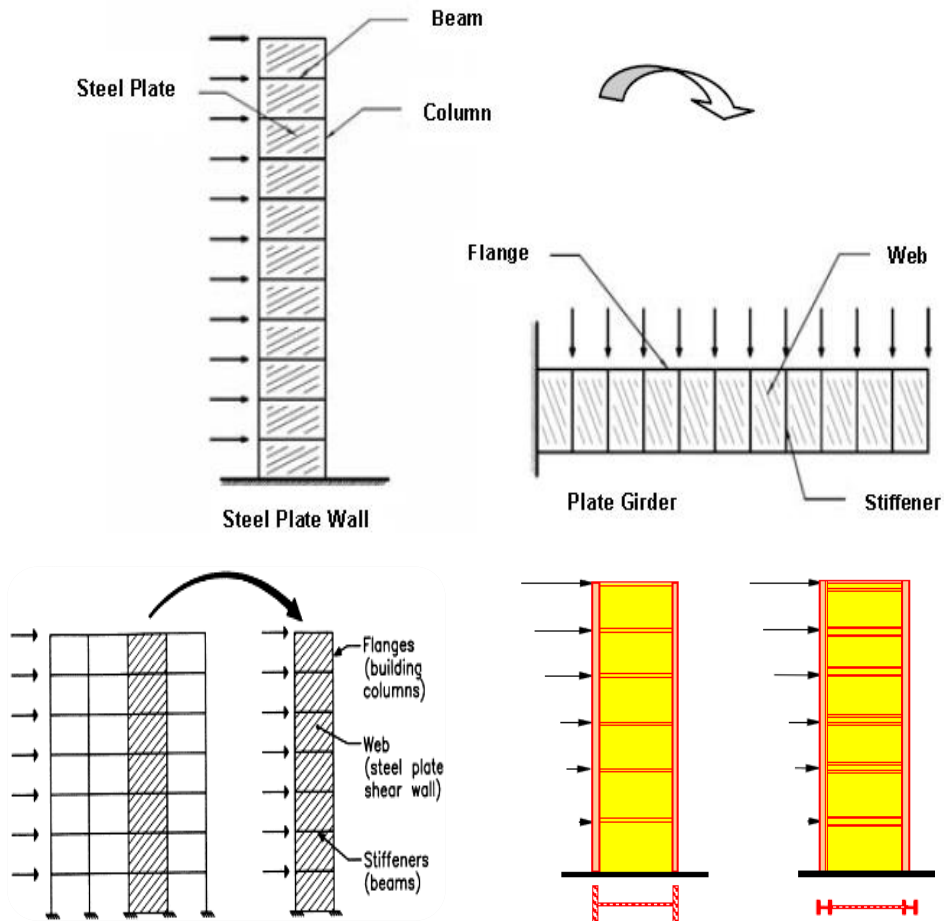 Beam
Steel Plate
Column
Flange
Web
Steel Plate Wall
Plate Girder
Stiffener
Flanges
(building
columns)
Web
(steel plate
shear wall)
Stiffeners
(beams)